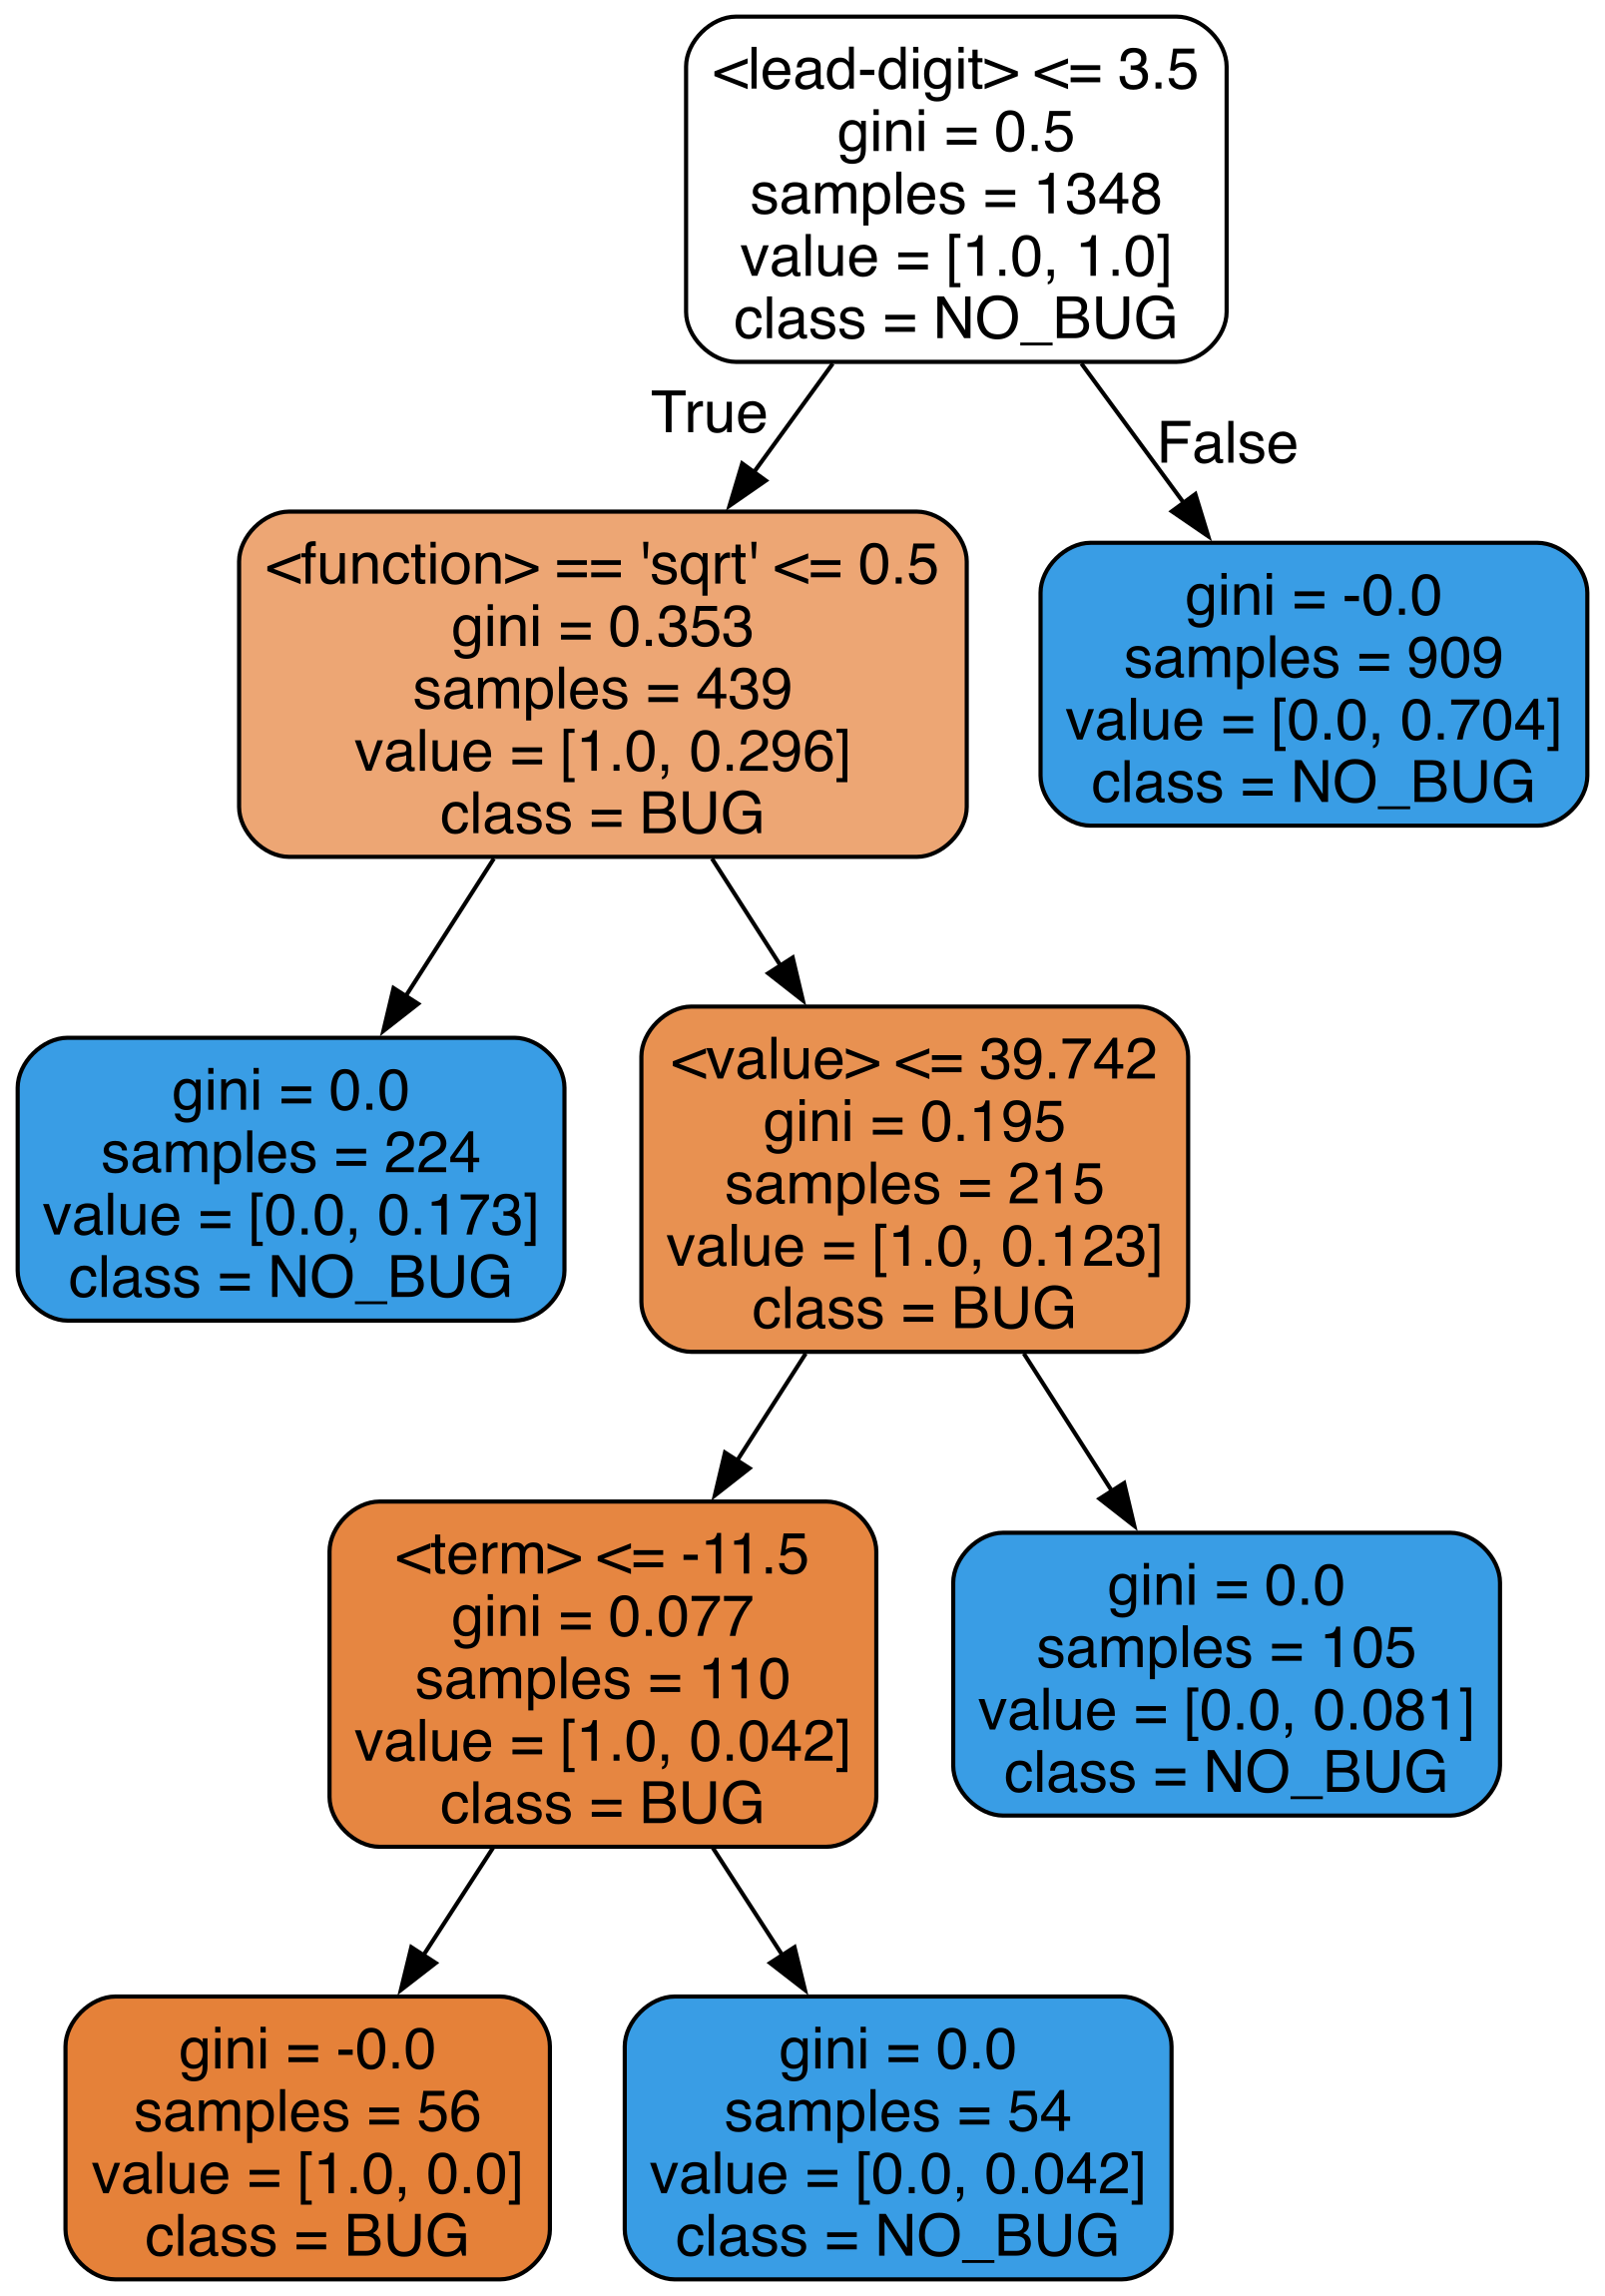 <lead-digit> <= 3.5
gini = 0.5
samples = 1348
value = [1.0, 1.0]
class = NO_BUG
True
False
<function> == 'sqrt' <= 0.5
gini = 0.353
samples = 439
value = [1.0, 0.296]
class = BUG
gini = -0.0
samples = 909
value = [0.0, 0.704]
class = NO_BUG
gini = 0.0
samples = 224
value = [0.0, 0.173]
class = NO_BUG
<value> <= 39.742
gini = 0.195
samples = 215
value = [1.0, 0.123]
class = BUG
<term> <= -11.5
gini = 0.077
samples = 110
value = [1.0, 0.042]
class = BUG
gini = 0.0
samples = 105
value = [0.0, 0.081]
class = NO_BUG
gini = -0.0
samples = 56
value = [1.0, 0.0]
class = BUG
gini = 0.0
samples = 54
value = [0.0, 0.042]
class = NO_BUG